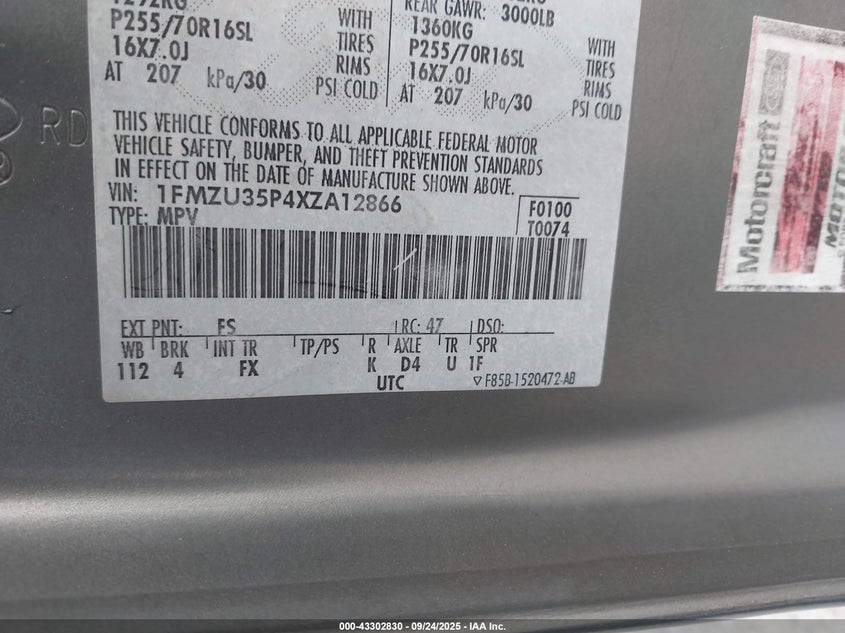 1292KG
P255/70R16SL WITH
16X7.0J TIRES
RIMS
AT 207 kPa/30 PSI COLD
REAR GAWR: 3000LB
1360KG WITH
P255/70R16SL TIRES
16X7.0J RIMS
AT 207 kPa/30 PSI COLD
RD
THIS VEHICLE CONFORMS TO ALL APPLICABLE FEDERAL MOTOR
VEHICLE SAFETY, BUMPER, AND THEFT PREVENTION STANDARDS
IN EFFECT ON THE DATE OF MANUFACTURE SHOWN ABOVE.
VIN: 1FMZU35P4XZA12866
TYPE: MPV
F0100
T0074
EXT PNT: FS RC: 47 DSO:
WB BRK INT TR TP/PS R AXLE TR SPR
112 4 FX K D4 U 1F
UTC
F85B-1520472-AB
Motorcraft
MOTOR
000-43302830 - 09/24/2025 - IAA Inc.